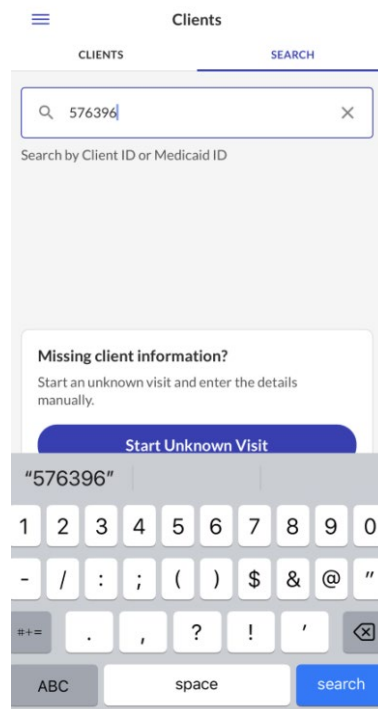 Clients
CLIENTS SEARCH
576396
Search by Client ID or Medicaid ID
Missing client information?
Start an unknown visit and enter the details
manually.
Start Unknown Visit
“576396”
1 2 3 4 5 6 7 8 9 0
- / : ; ( ) $ & @ "
#+= . , ? ! '
ABC space search